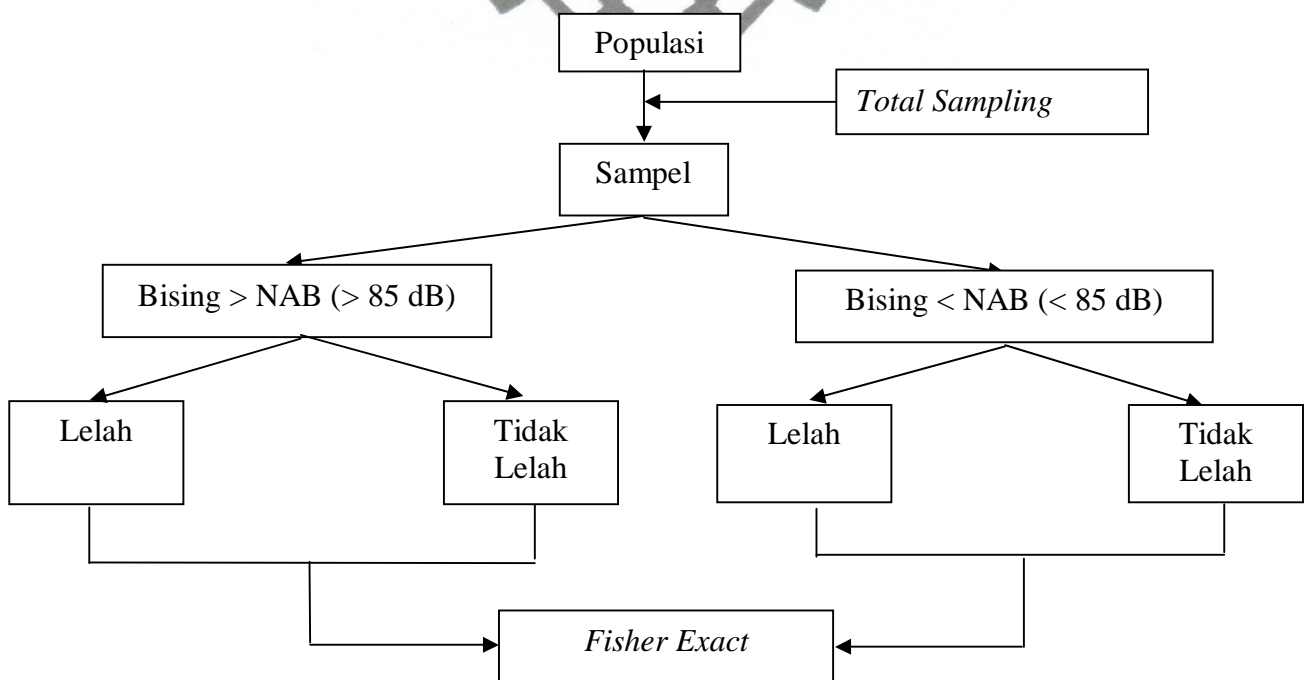 Populasi
Total Sampling
Sampel
Bising > NAB (> 85 dB)
Bising < NAB (< 85 dB)
Lelah
Tidak
Lelah
Lelah
Tidak
Lelah
Fisher Exact